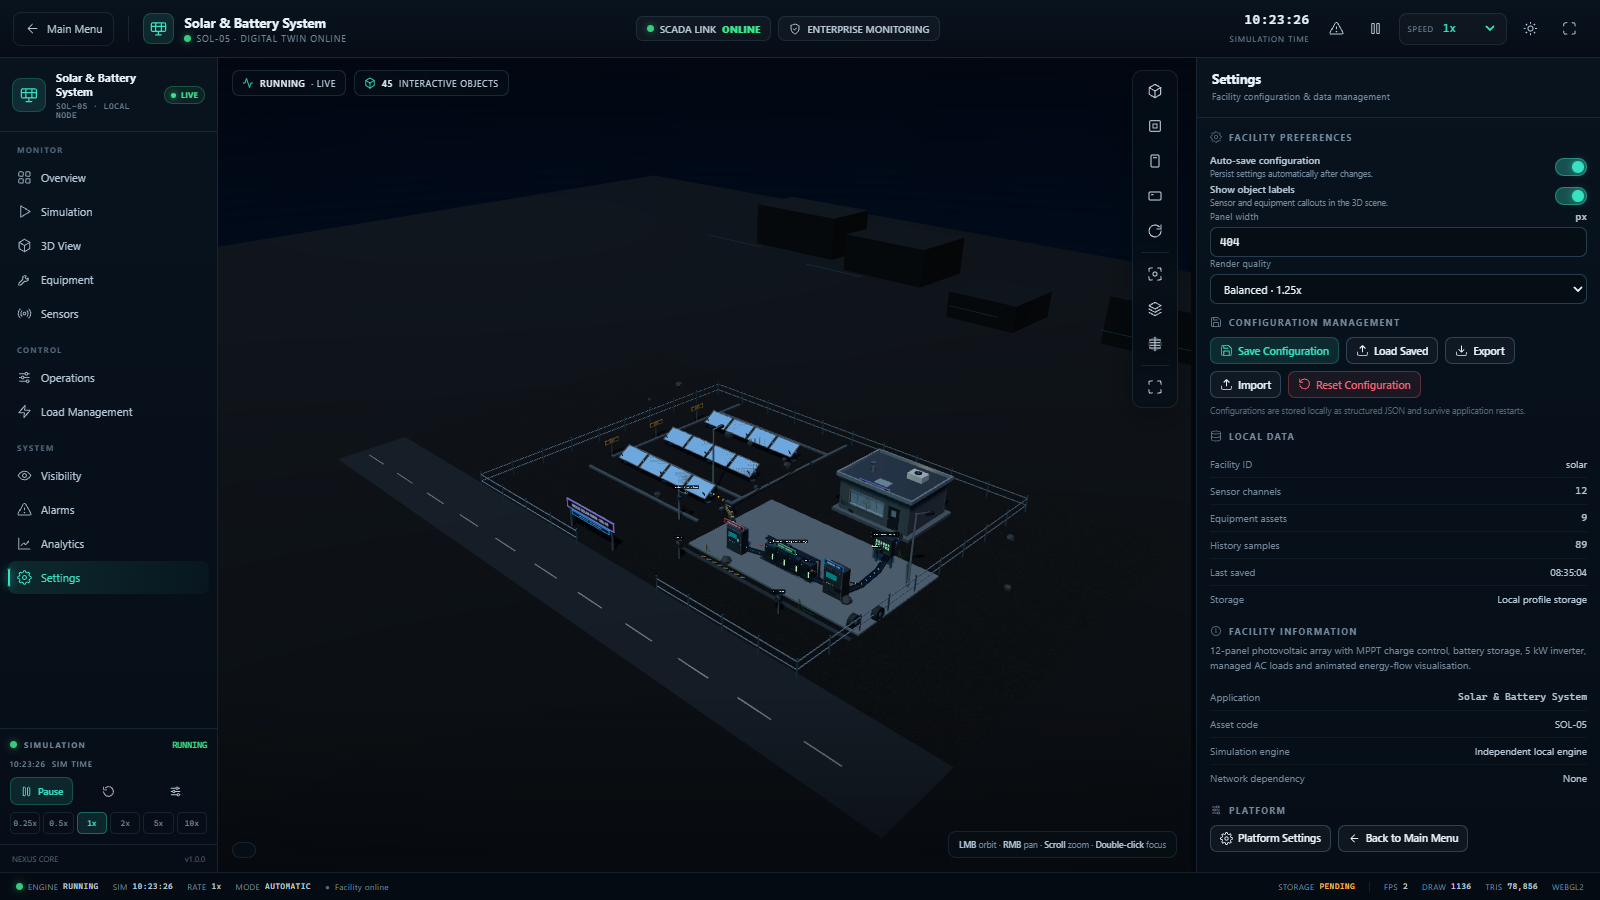 Main Menu
Solar & Battery System
SOL-05 · DIGITAL TWIN ONLINE
SCADA LINK ONLINE
ENTERPRISE MONITORING
10:23:26
SIMULATION TIME
SPEED 1x
Solar & Battery System
SOL-05 · LOCAL NODE
LIVE
MONITOR
Overview
Simulation
3D View
Equipment
Sensors
CONTROL
Operations
Load Management
SYSTEM
Visibility
Alarms
Analytics
Settings
SIMULATION
RUNNING
10:23:26 SIM TIME
Pause
0.25x
0.5x
1x
2x
5x
10x
NEXUS CORE
v1.0.0
RUNNING - LIVE
45 INTERACTIVE OBJECTS
LMB orbit · RMB pan · Scroll zoom · Double-click focus
Settings
Facility configuration & data management
FACILITY PREFERENCES
Auto-save configuration
Persist settings automatically after changes.
Show object labels
Sensor and equipment callouts in the 3D scene.
Panel width
px
404
Render quality
Balanced · 1.25x
CONFIGURATION MANAGEMENT
Save Configuration
Load Saved
Export
Import
Reset Configuration
Configurations are stored locally as structured JSON and survive application restarts.
LOCAL DATA
Facility ID
solar
Sensor channels
12
Equipment assets
9
History samples
89
Last saved
08:35:04
Storage
Local profile storage
FACILITY INFORMATION
12-panel photovoltaic array with MPPT charge control, battery storage, 5 kW inverter,
managed AC loads and animated energy-flow visualisation.
Application
Solar & Battery System
Asset code
SOL-05
Simulation engine
Independent local engine
Network dependency
None
PLATFORM
Platform Settings
Back to Main Menu
ENGINE RUNNING
SIM 10:23:26
RATE 1x
MODE AUTOMATIC
Facility online
STORAGE PENDING
FPS 2
DRAW 1136
TRIS 78,856
WEBGL2